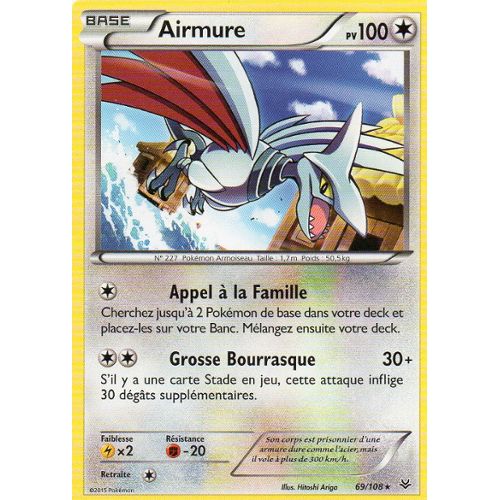 BASE
Airmure
PV100
N° 227 Pokémon Armoiseau Taille : 1,7m Poids : 50,5kg
Appel à la Famille
Cherchez jusqu'à 2 Pokémon de base dans votre deck et
placez-les sur votre Banc. Mélangez ensuite votre deck.
Grosse Bourrasque 30+
S'il y a une carte Stade en jeu, cette attaque inflige
30 dégâts supplémentaires.
Faiblesse
×2
Résistance
-20
Retraite
Son corps est prisonnier d'une
armure dure comme l'acier, mais
il vole à plus de 300 km/h.
©2015 Pokémon
Illus. Hitoshi Ariga
69/108 ★